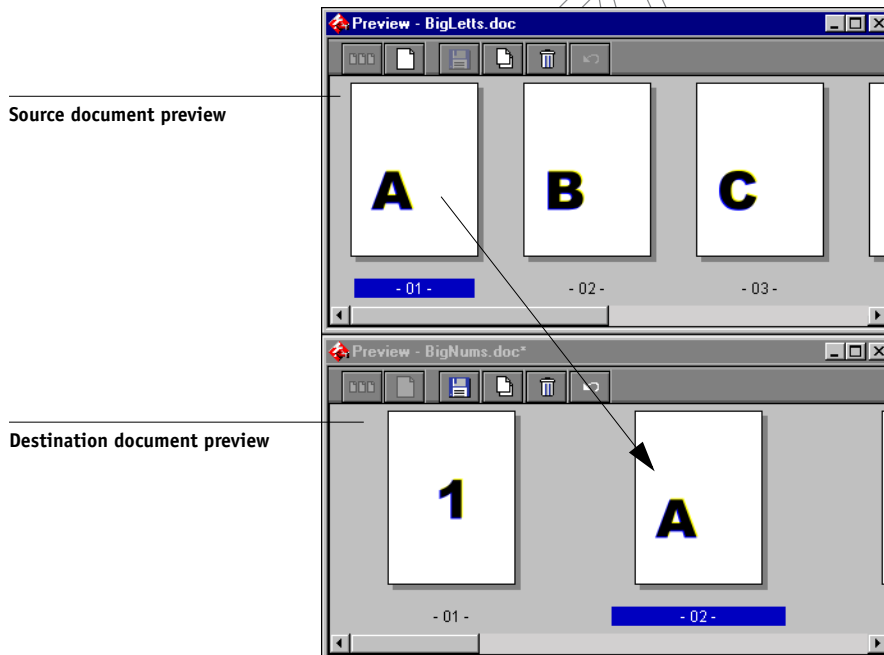 Preview - BigLetts.doc
Source document preview
A B C
- 01 - - 02 - - 03 -
Preview - BigNums.doc*
Destination document preview
1 A
- 01 - - 02 -